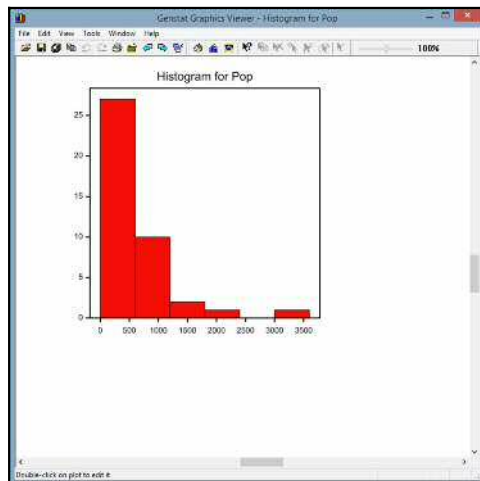 Genstat Graphics Viewer - Histogram for Pop
File Edit View Tools Window Help
100%
Histogram for Pop
25
20
15
10
5
0
0 500 1000 1500 2000 2500 3000 3500
Double-click on plot to edit it